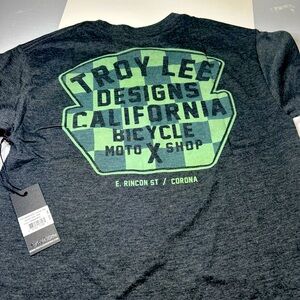 TROY LEE
DESIGNS
CALIFORNIA
BICYCLE
MOTO X SHOP
E. RINCON ST / CORONA